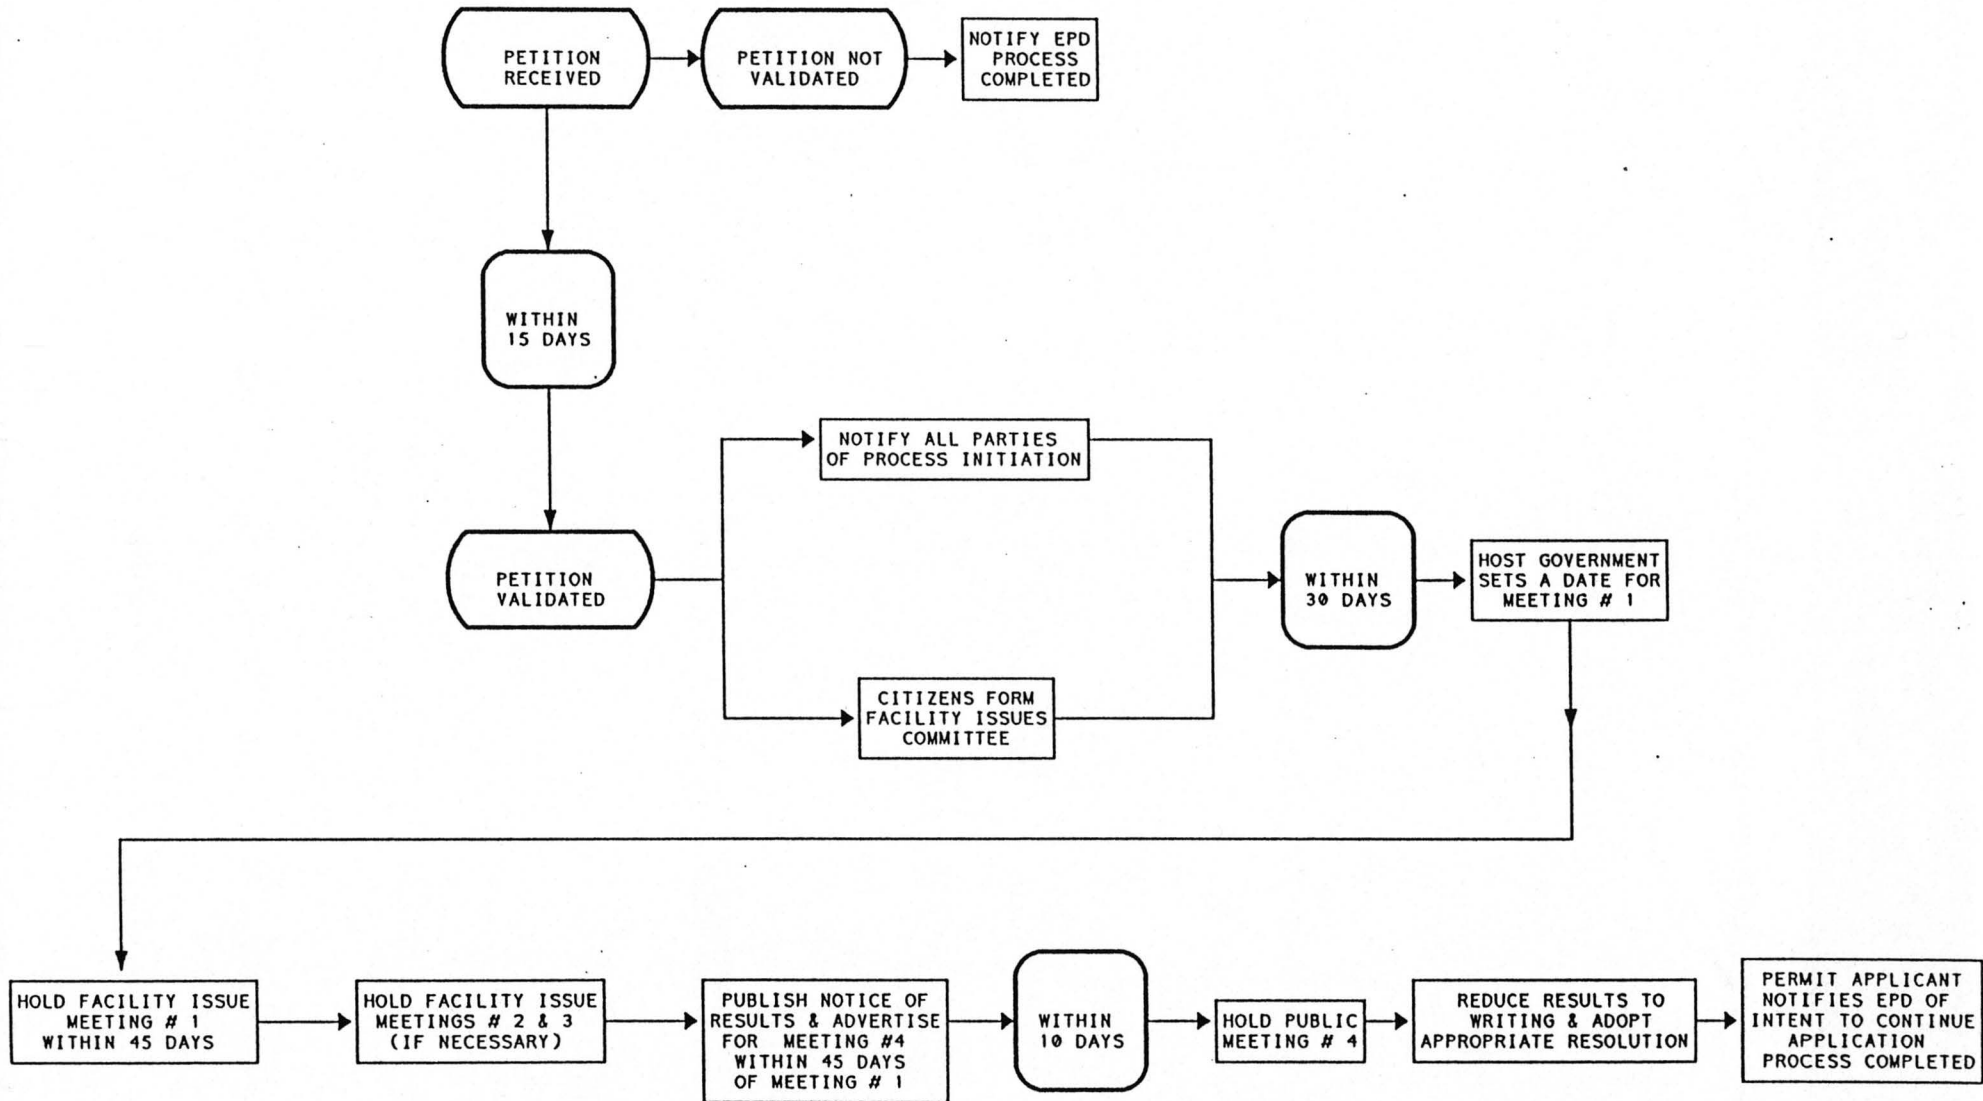 PETITION
RECEIVED
PETITION NOT
VALIDATED
NOTIFY EPD
PROCESS
COMPLETED
WITHIN
15 DAYS
PETITION
VALIDATED
NOTIFY ALL PARTIES
OF PROCESS INITIATION
CITIZENS FORM
FACILITY ISSUES
COMMITTEE
WITHIN
30 DAYS
HOST GOVERNMENT
SETS A DATE FOR
MEETING # 1
HOLD FACILITY ISSUE
MEETING # 1
WITHIN 45 DAYS
HOLD FACILITY ISSUE
MEETINGS # 2 & 3
(IF NECESSARY)
PUBLISH NOTICE OF
RESULTS & ADVERTISE
FOR MEETING #4
WITHIN 45 DAYS
OF MEETING # 1
WITHIN
10 DAYS
HOLD PUBLIC
MEETING # 4
REDUCE RESULTS TO
WRITING & ADOPT
APPROPRIATE RESOLUTION
PERMIT APPLICANT
NOTIFIES EPD OF
INTENT TO CONTINUE
APPLICATION
PROCESS COMPLETED